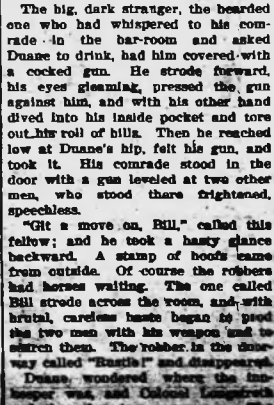 The big, dark stranger, the bearded
one who had whispered to his com-
rade in the bar-room and asked
Duane to drink, had him covered with
a cocked gun. He strode forward,
his eyes gleaming, pressed the gun
against him, and with his other hand
dived into his inside pocket and tore
out his roll of bills. Then he reached
low at Duane's hip, felt his gun, and
took it. His comrade stood in the
door with a gun leveled at two other
men, who stood there frightened,
speechless.
"Git a move on, Bill," called this
fellow; and he took a hasty glance
backward. A stamp of hoofs came
from outside. Of course the robbers
had horses waiting. The one called
Bill strode across the room, and with
brutal, careless haste began to prod
the two men with his weapon and to
search them. The robber in the door-
way called "Rustle!" and disappeared.
Duane wondered where the inn-
keeper was, and Colonel